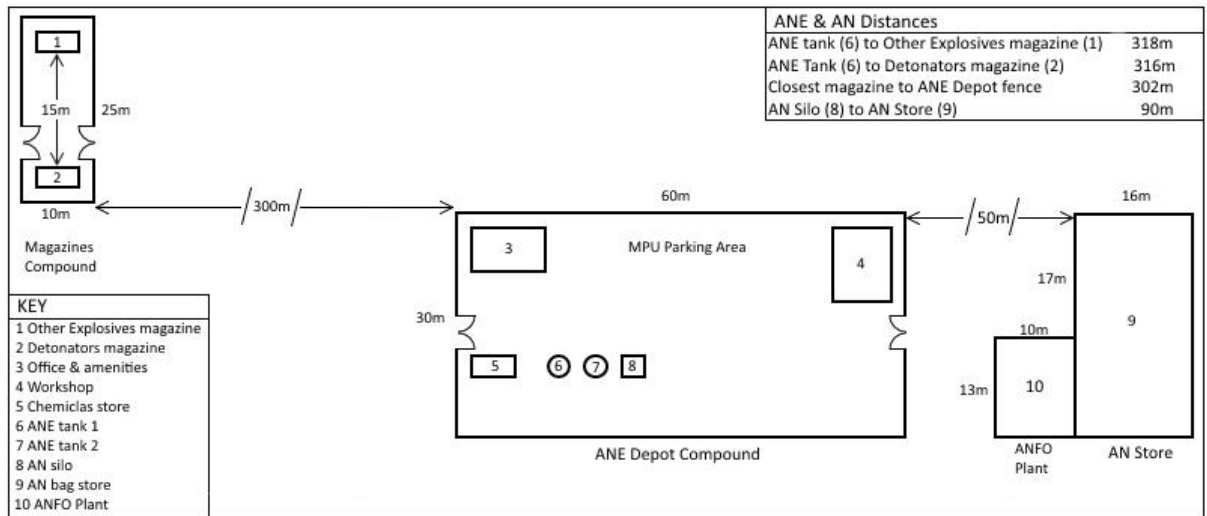 ANE & AN Distances
ANE tank (6) to Other Explosives magazine (1) 318m
ANE Tank (6) to Detonators magazine (2) 316m
Closest magazine to ANE Depot fence 302m
AN Silo (8) to AN Store (9) 90m
1
15m
25m
2
10m
300m
60m
50m
16m
Magazines
Compound
3
MPU Parking Area
4
17m
30m
10m
9
5
6
7
8
13m
10
ANE Depot Compound
ANFO
Plant
AN Store
KEY
1 Other Explosives magazine
2 Detonators magazine
3 Office & amenities
4 Workshop
5 Chemiclas store
6 ANE tank 1
7 ANE tank 2
8 AN silo
9 AN bag store
10 ANFO Plant